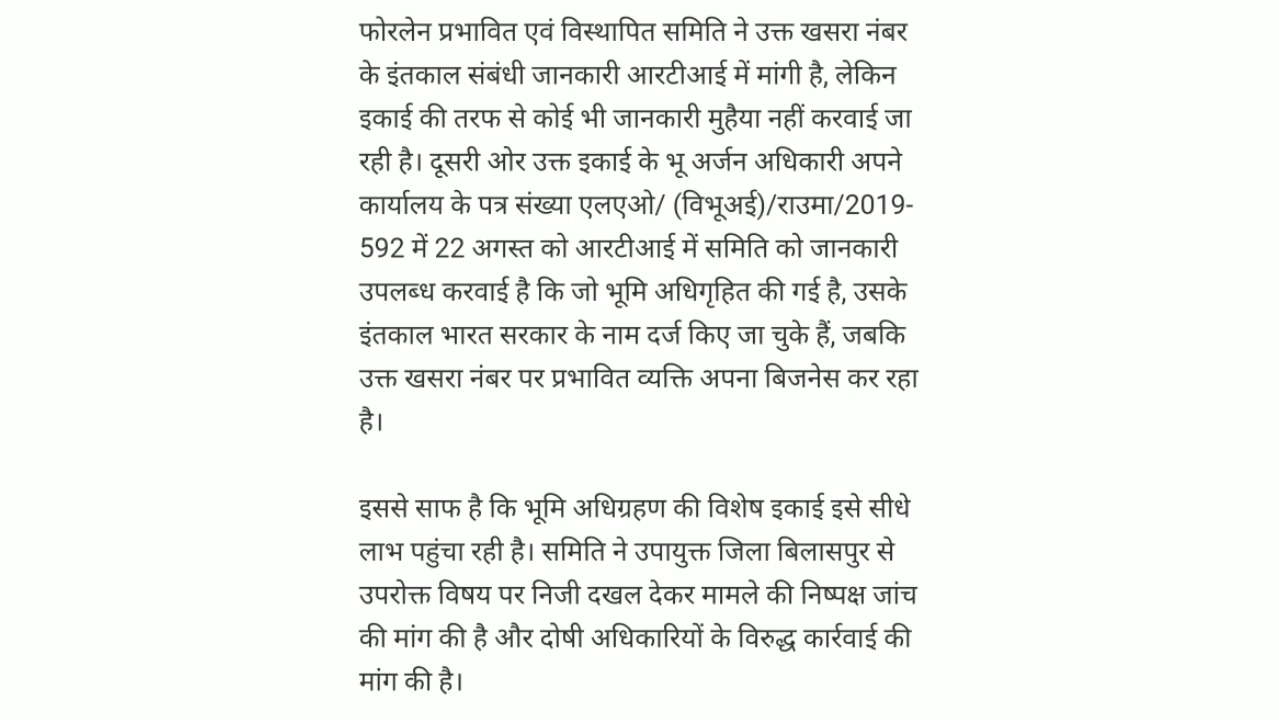 फोरलेन प्रभावित एवं विस्थापित समिति ने उक्त खसरा नंबर
के इंतकाल संबंधी जानकारी आरटीआई में मांगी है, लेकिन
इकाई की तरफ से कोई भी जानकारी मुहैया नहीं करवाई जा
रही है। दूसरी ओर उक्त इकाई के भू अर्जन अधिकारी अपने
कार्यालय के पत्र संख्या एलएओ/ (विभूअई)/राउमा/2019-
592 में 22 अगस्त को आरटीआई में समिति को जानकारी
उपलब्ध करवाई है कि जो भूमि अधिगृहित की गई है, उसके
इंतकाल भारत सरकार के नाम दर्ज किए जा चुके हैं, जबकि
उक्त खसरा नंबर पर प्रभावित व्यक्ति अपना बिजनेस कर रहा
है।
इससे साफ है कि भूमि अधिग्रहण की विशेष इकाई इसे सीधे
लाभ पहुंचा रही है। समिति ने उपायुक्त जिला बिलासपुर से
उपरोक्त विषय पर निजी दखल देकर मामले की निष्पक्ष जांच
की मांग की है और दोषी अधिकारियों के विरुद्ध कार्रवाई की
मांग की है।